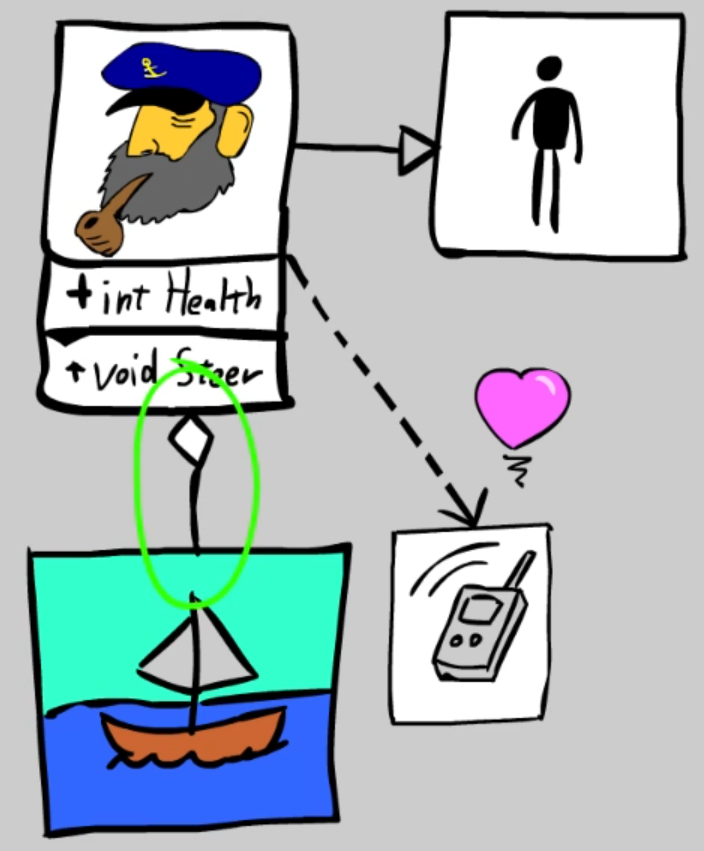 + int Health
+ void Steer